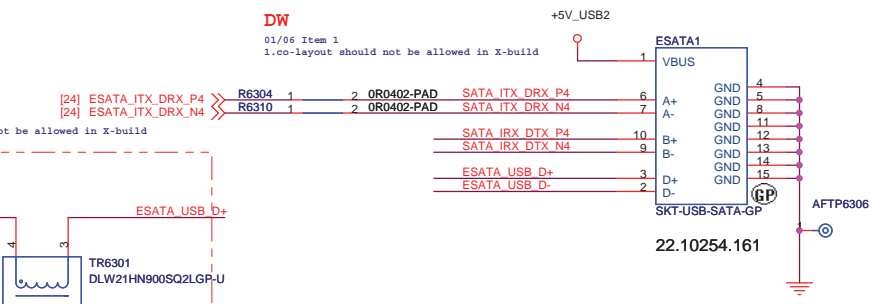 DW
+5V_USB2
01/06 Item 1
1.co-layout should not be allowed in X-build
ESATA1
1
VBUS
[24] ESATA_ITX_DRX_P4 R6304 1 2 0R0402-PAD SATA_ITX_DRX_P4 6 A+
[24] ESATA_ITX_DRX_N4 R6310 1 2 0R0402-PAD SATA_ITX_DRX_N4 7 A-
GND 4
GND 5
GND 8
GND 11
GND 12
GND 13
GND 14
GND 15
be allowed in X-build
SATA_IRX_DTX_P4 10 B+
SATA_IRX_DTX_N4 9 B-
ESATA_USB_D+ 3 D+
ESATA_USB_D- 2 D-
GP
SKT-USB-SATA-GP
AFTP6306
1
22.10254.161
ESATA_USB_D+
4
3
TR6301
DLW21HN900SQ2LGP-U